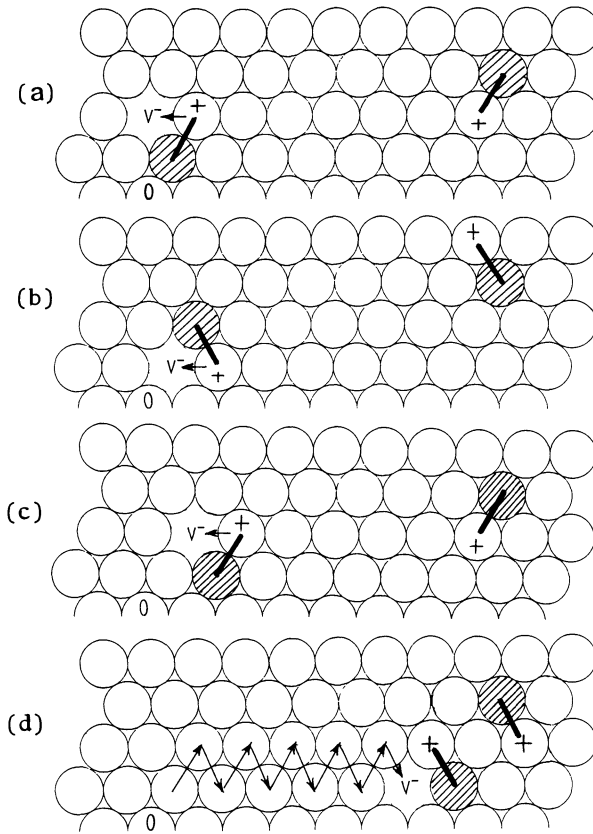 (a)
V⁻ + +
0
(b)
+
V⁻ +
0
(c)
V⁻ + +
0
(d)
+ +
V⁻
0